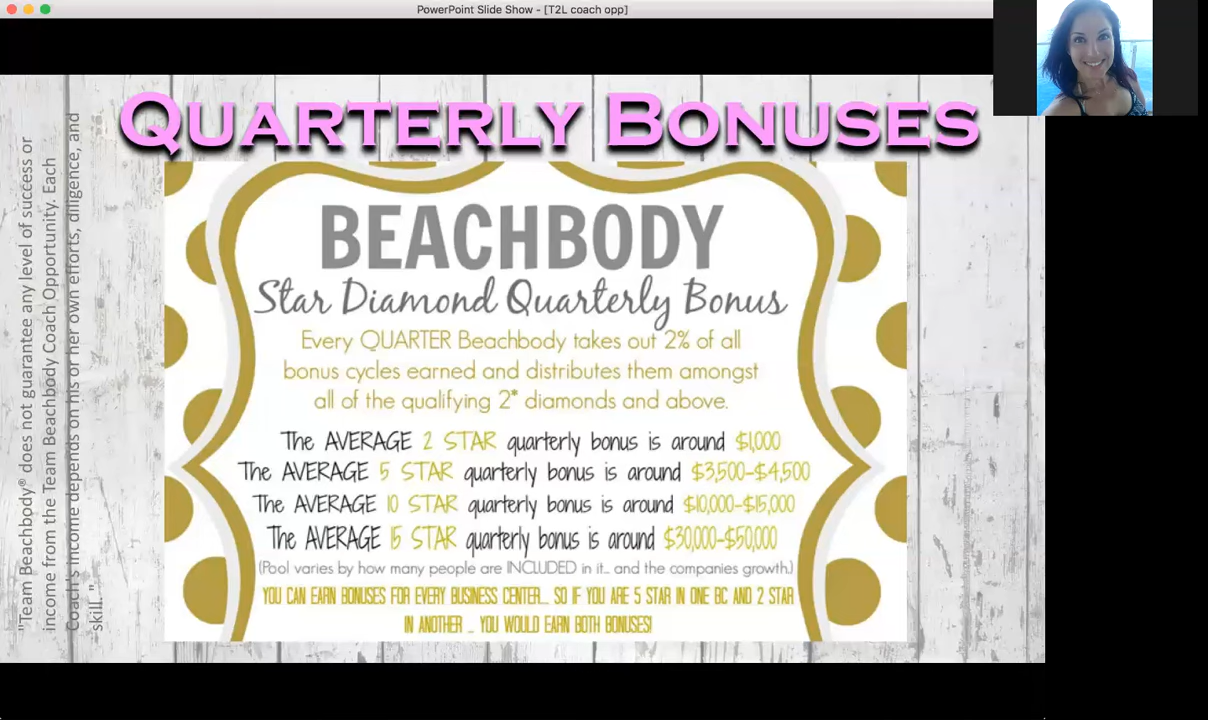 PowerPoint Slide Show - [T2L coach opp]
QUARTERLY BONUSES
"Team Beachbody® does not guarantee any level of success or
income from the Team Beachbody Coach Opportunity. Each
Coach's income depends on his or her own efforts, diligence, and
skill."
BEACHBODY
Star Diamond Quarterly Bonus
Every QUARTER Beachbody takes out 2% of all
bonus cycles earned and distributes them amongst
all of the qualifying 2* diamonds and above.
The AVERAGE 2 STAR quarterly bonus is around $1,000
The AVERAGE 5 STAR quarterly bonus is around $3,500-$4,500
The AVERAGE 10 STAR quarterly bonus is around $10,000-$15,000
The AVERAGE 15 STAR quarterly bonus is around $30,000-$50,000
(Pool varies by how many people are INCLUDED in it... and the companies growth.)
YOU CAN EARN BONUSES FOR EVERY BUSINESS CENTER... SO IF YOU ARE 5 STAR IN ONE BC AND 2 STAR
IN ANOTHER ... YOU WOULD EARN BOTH BONUSES!